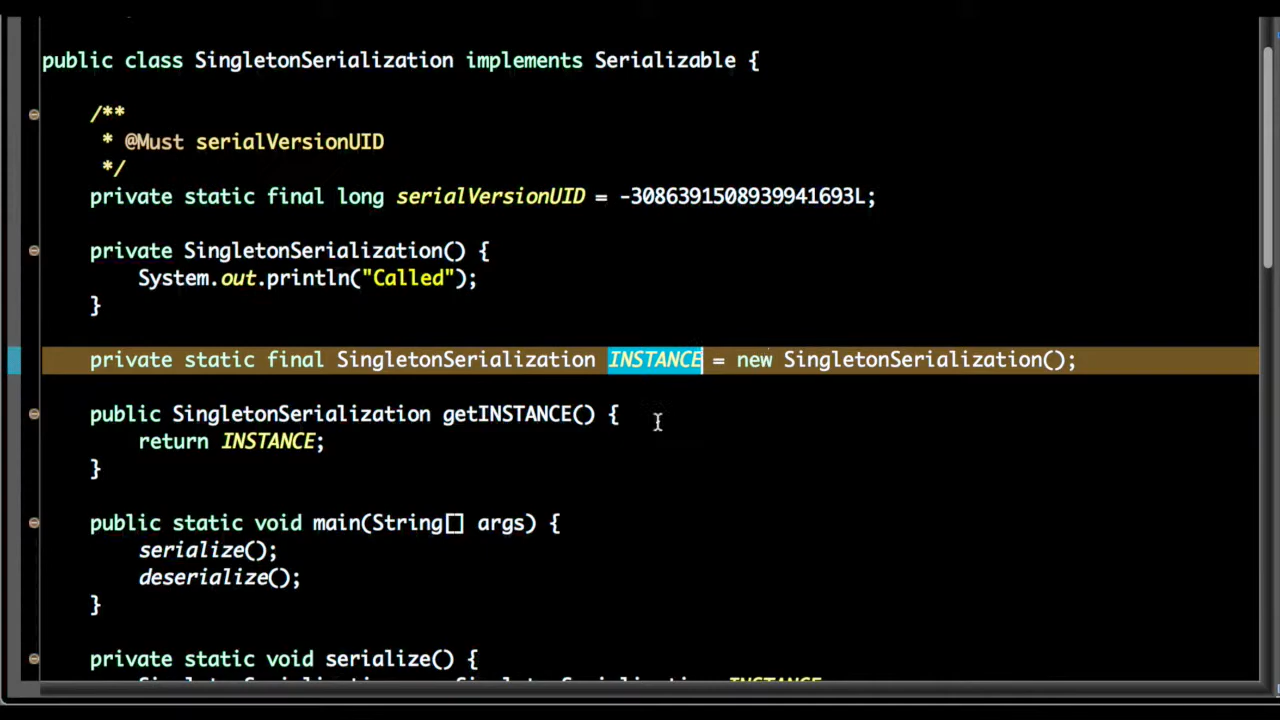 public class SingletonSerialization implements Serializable {
/**
* @Must serialVersionUID
*/
private static final long serialVersionUID = -3086391508939941693L;
private SingletonSerialization() {
System.out.println("Called");
}
private static final SingletonSerialization INSTANCE = new SingletonSerialization();
public SingletonSerialization getINSTANCE() {
return INSTANCE;
}
public static void main(String[] args) {
serialize();
deserialize();
}
private static void serialize() {